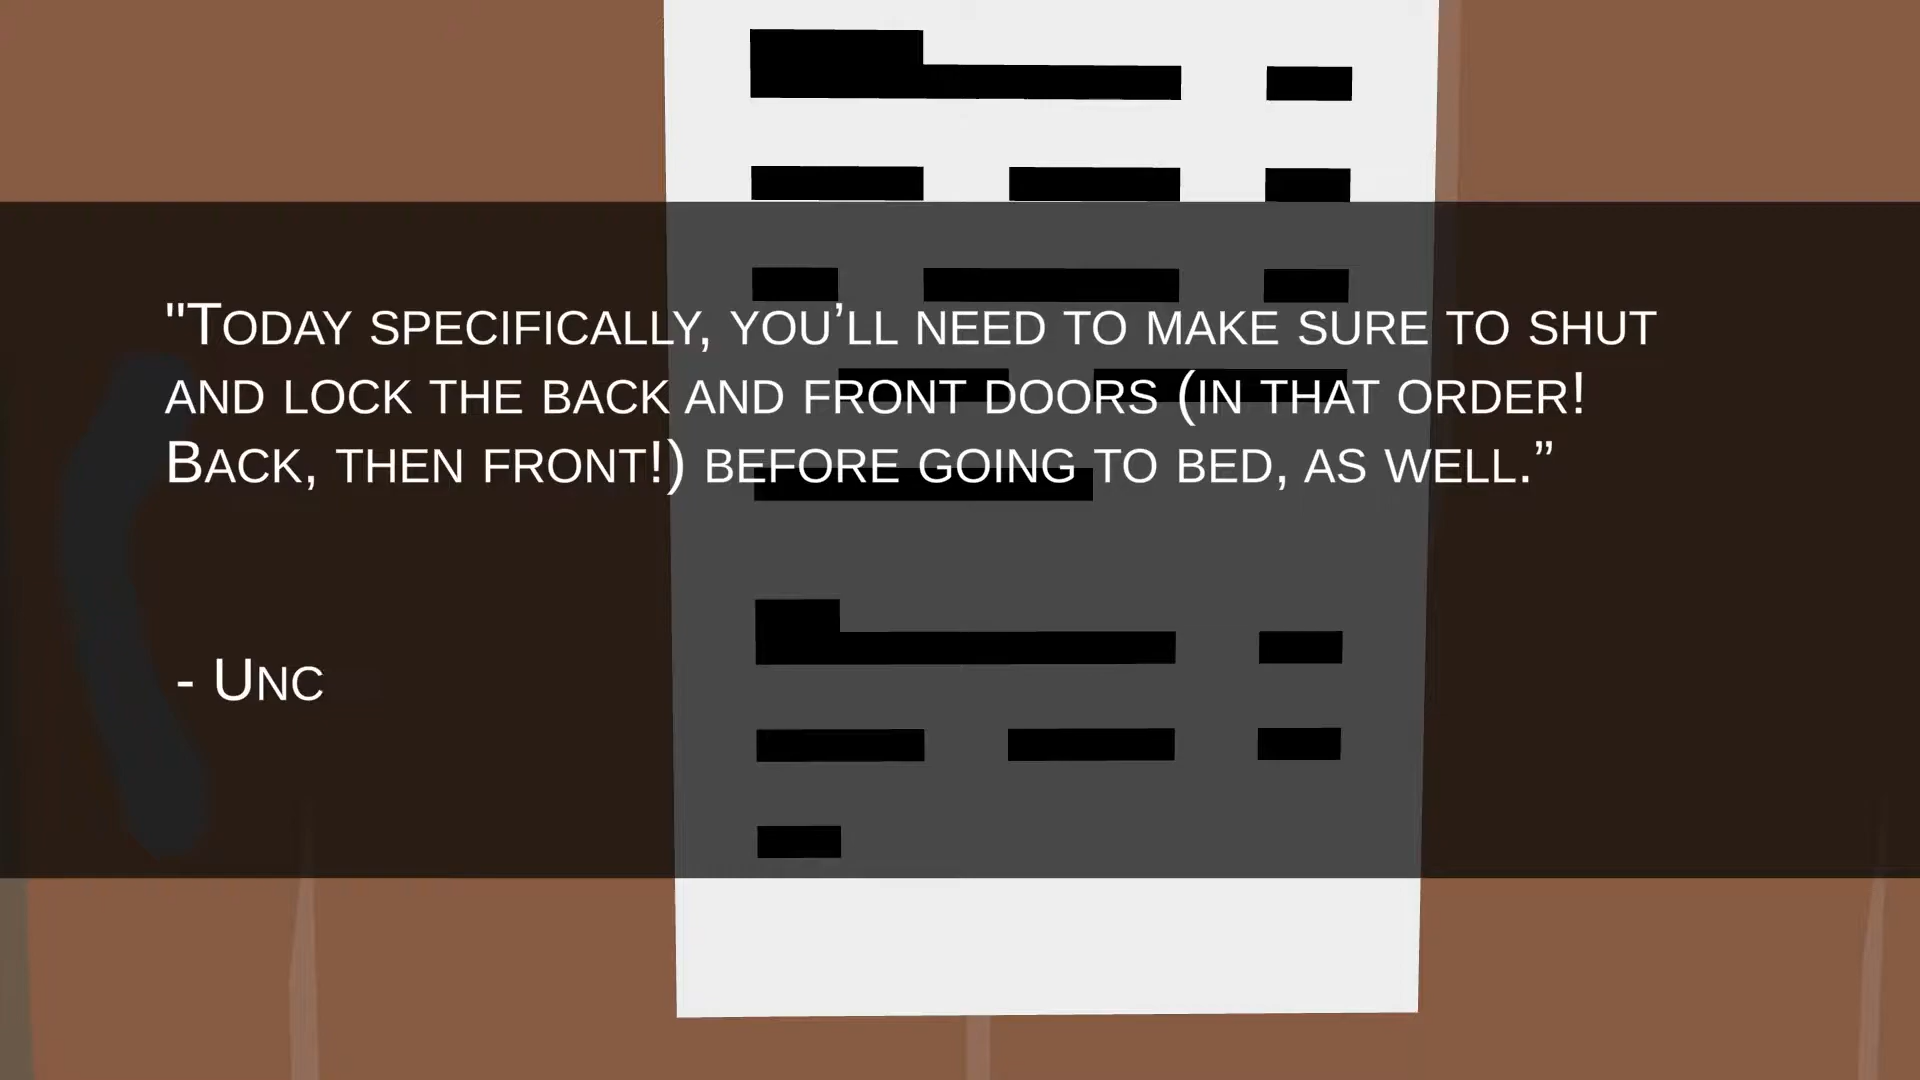 "Today specifically, you’ll need to make sure to shut
and lock the back and front doors (in that order!
Back, then front!) before going to bed, as well.”
- Unc